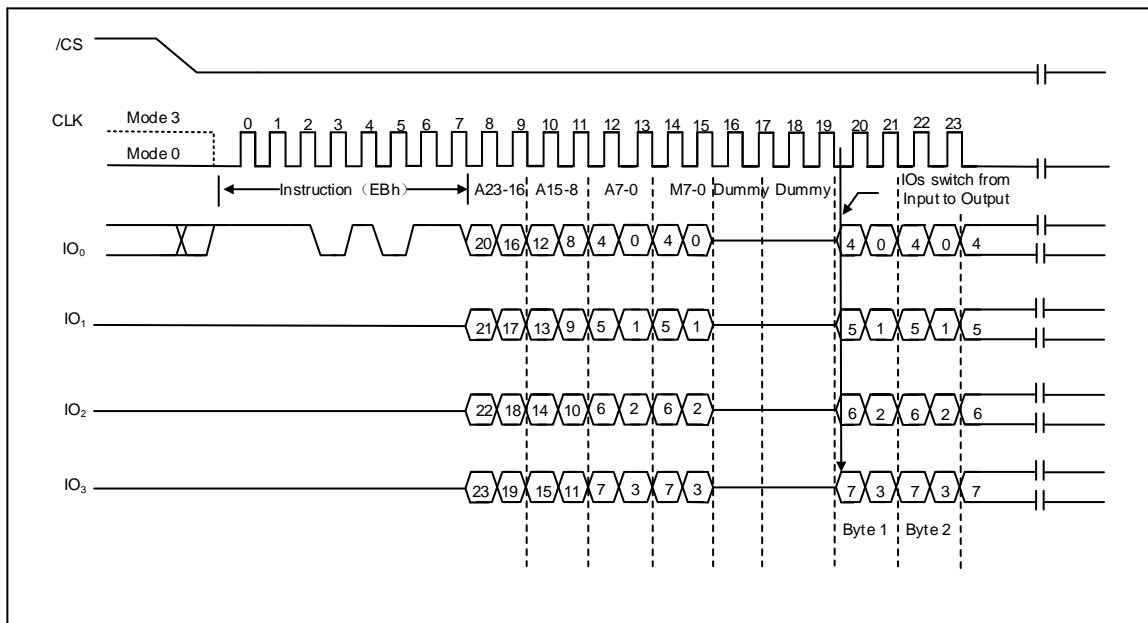 /CS
Mode 3
CLK
0 1 2 3 4 5 6 7 8 9 10 11 12 13 14 15 16 17 18 19 20 21 22 23
Mode 0
Instruction（EBh） A23-16 A15-8 A7-0 M7-0 Dummy Dummy
IOs switch from
Input to Output
IO0 20 16 12 8 4 0 4 0 4 0 4 0 4
IO1 21 17 13 9 5 1 5 1 5 1 5 1 5
IO2 22 18 14 10 6 2 6 2 6 2 6 2 6
IO3 23 19 15 11 7 3 7 3 7 3 7 3 7
Byte 1 Byte 2